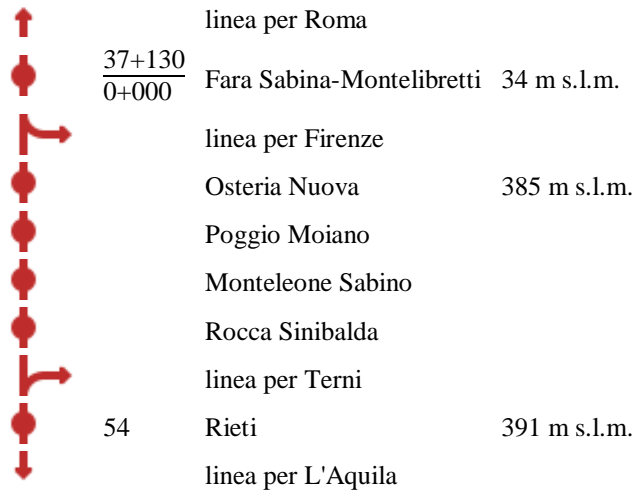 linea per Roma
37+130
0+000 Fara Sabina-Montelibretti 34 m s.l.m.
linea per Firenze
Osteria Nuova 385 m s.l.m.
Poggio Moiano
Monteleone Sabino
Rocca Sinibalda
linea per Terni
54 Rieti 391 m s.l.m.
linea per L'Aquila